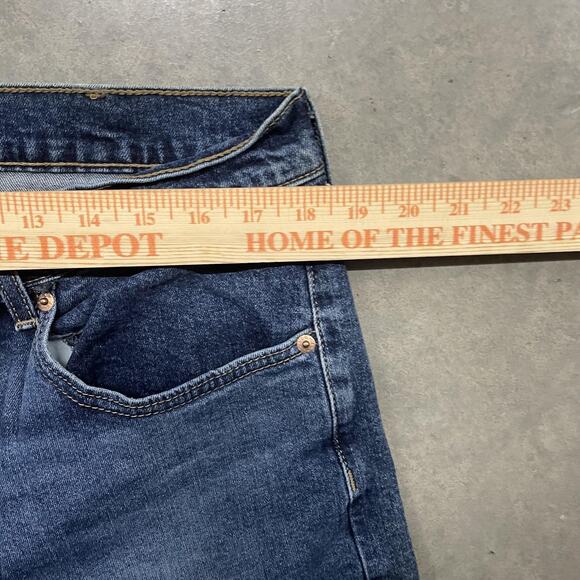 13 14 15 16 17 18 19 20 21 22 23
E DEPOT HOME OF THE FINEST PA